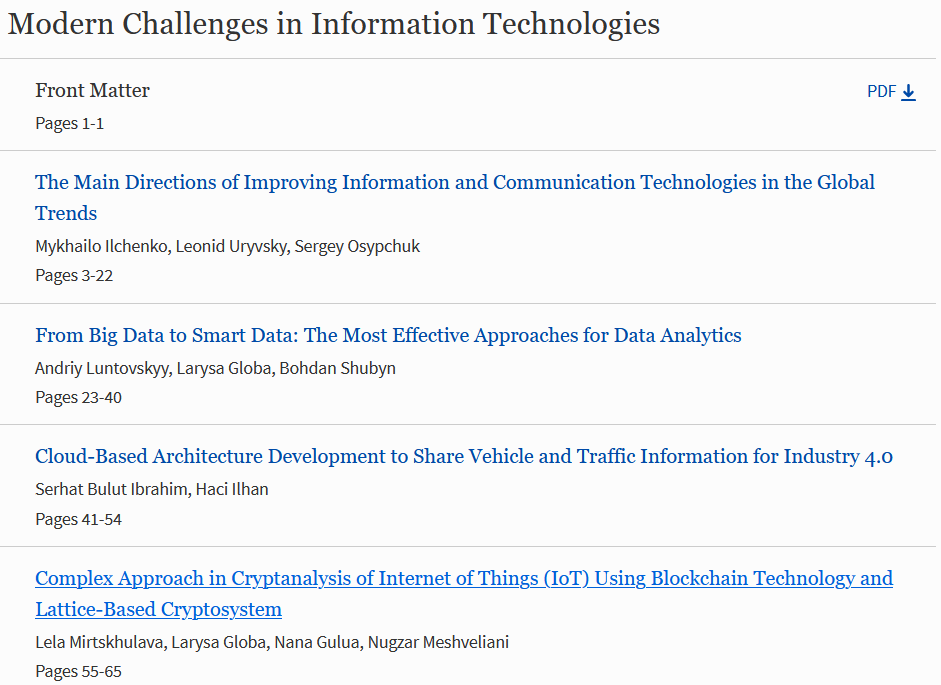 Modern Challenges in Information Technologies
Front Matter
PDF
Pages 1-1
The Main Directions of Improving Information and Communication Technologies in the Global
Trends
Mykhailo Ilchenko, Leonid Uryvsky, Sergey Osypchuk
Pages 3-22
From Big Data to Smart Data: The Most Effective Approaches for Data Analytics
Andriy Luntovskyy, Larysa Globa, Bohdan Shubyn
Pages 23-40
Cloud-Based Architecture Development to Share Vehicle and Traffic Information for Industry 4.0
Serhat Bulut Ibrahim, Haci Ilhan
Pages 41-54
Complex Approach in Cryptanalysis of Internet of Things (IoT) Using Blockchain Technology and
Lattice-Based Cryptosystem
Lela Mirtskhulava, Larysa Globa, Nana Gulua, Nugzar Meshveliani
Pages 55-65